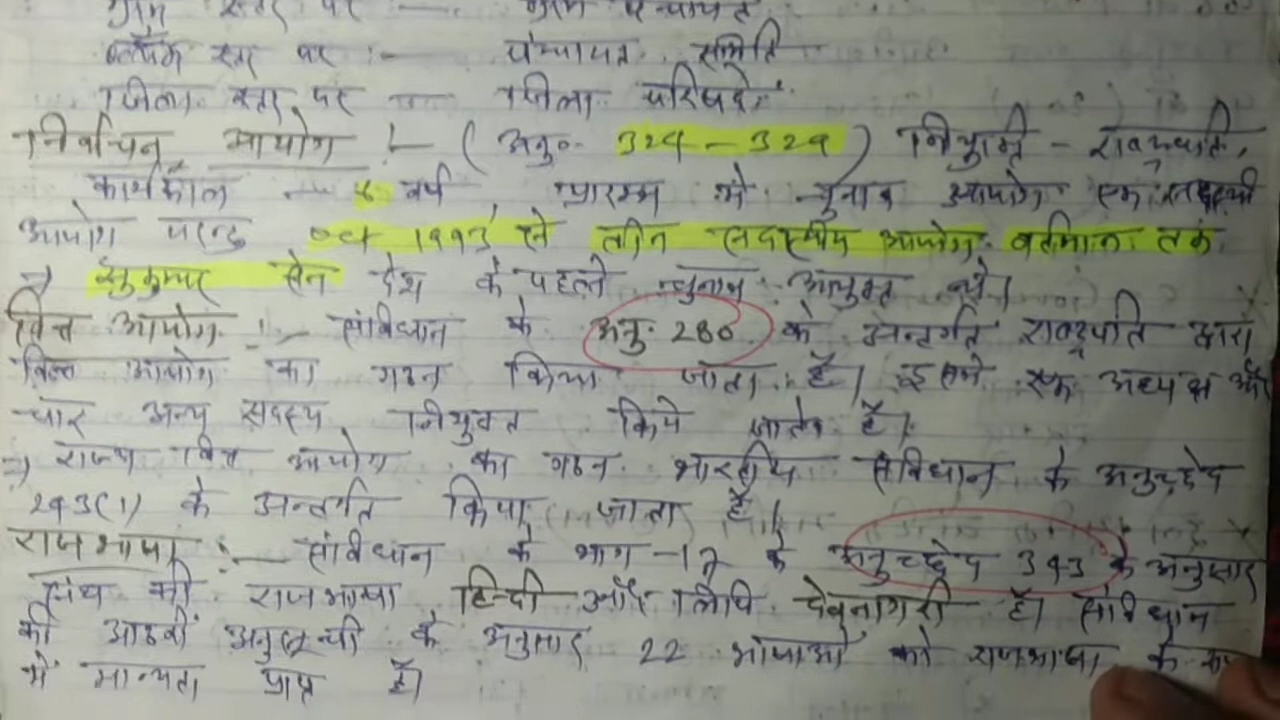 ग्राम स्तर पर :— ग्राम पन्चायत
ब्लॉक स्तर पर :— पंन्चायत समिति
जिला स्तर पर — जिला परिषदें
निर्वाचन आयोग :— ( अनु०- 324 – 329 ) नियुक्ति – राष्ट्रपति,
कार्यकाल – 6 वर्ष, प्रारम्भ में चुनाव आयोग एक सदस्यी
आयोग परन्तु oct 1993 से तीन सदस्यीय आयोग वर्तमान तक
⇒ सुकुमार सेन देश के पहले चुनाव आयुक्त थे।
वित्त आयोग :— संविधान के अनु. 280 के अन्तर्गत राष्ट्रपति द्वारा
वित्त आयोग का गठन किया जाता है। इसमें एक अध्यक्ष और
चार अन्य सदस्य नियुक्त किये जाते है।
⇒ राज्य वित्त आयोग का गठन भारतीय संविधान के अनुच्छेद
243(1) के अन्तर्गत किया जाता है।
राजभाषा :— संविधान के भाग -17 के अनुच्छेद 343 के अनुसार
संघ की राजभाषा हिन्दी और लिपि देवनागरी है। संविधान
की आठवीं अनुसूची के अनुसार 22 भाषाओं को राजभाषा के रूप
में मान्यता प्राप्त है।